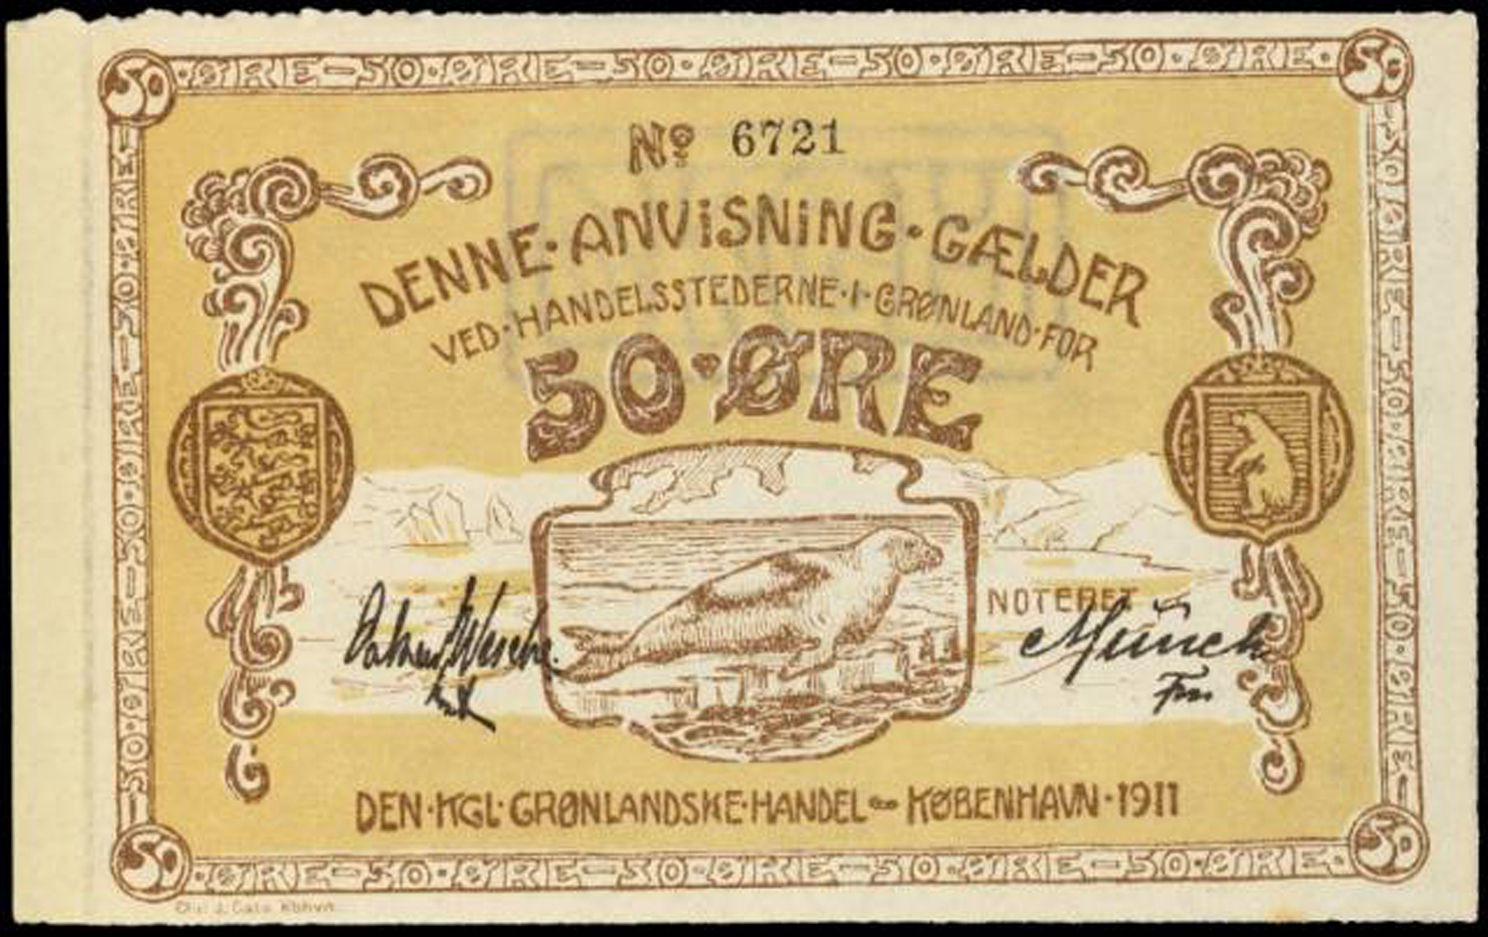 50·ØRE–50·ØRE–50·ØRE–50·ØRE–50·ØRE·50
No 6721
DENNE·ANVISNING·GÆLDER
VED·HANDELSSTEDERNE·I·GRØNLAND·FOR
50·ØRE
NOTERET
Münch
DEN·KGL·GRØNLANDSKE·HANDEL – KØBENHAVN·1911
50·ØRE–50·ØRE–50·ØRE–50·ØRE–50·ØRE·50